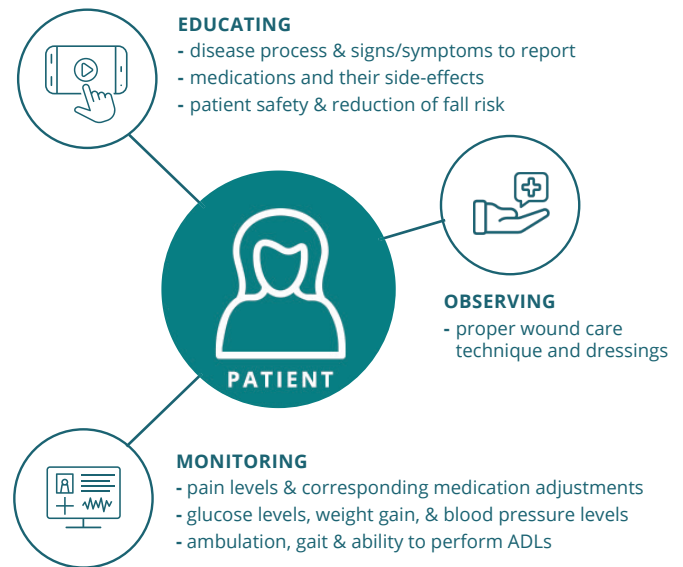 EDUCATING
- disease process & signs/symptoms to report
- medications and their side-effects
- patient safety & reduction of fall risk
OBSERVING
- proper wound care
technique and dressings
PATIENT
MONITORING
- pain levels & corresponding medication adjustments
- glucose levels, weight gain, & blood pressure levels
- ambulation, gait & ability to perform ADLs